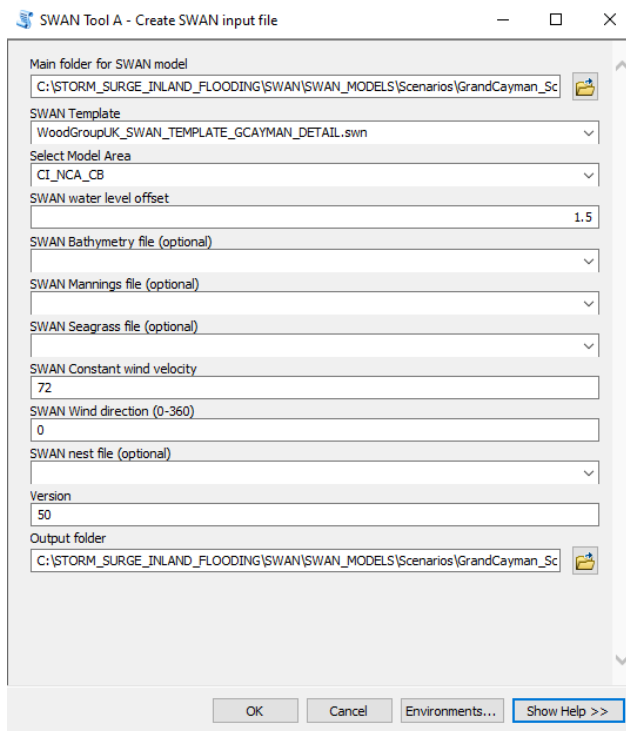 SWAN Tool A - Create SWAN input file
Main folder for SWAN model
C:\STORM_SURGE_INLAND_FLOODING\SWAN\SWAN_MODELS\Scenarios\GrandCayman_Sc
SWAN Template
WoodGroupUK_SWAN_TEMPLATE_GCAYMAN_DETAIL.swn
Select Model Area
CI_NCA_CB
SWAN water level offset
1.5
SWAN Bathymetry file (optional)
SWAN Mannings file (optional)
SWAN Seagrass file (optional)
SWAN Constant wind velocity
72
SWAN Wind direction (0-360)
0
SWAN nest file (optional)
Version
50
Output folder
C:\STORM_SURGE_INLAND_FLOODING\SWAN\SWAN_MODELS\Scenarios\GrandCayman_Sc
OK Cancel Environments... Show Help >>